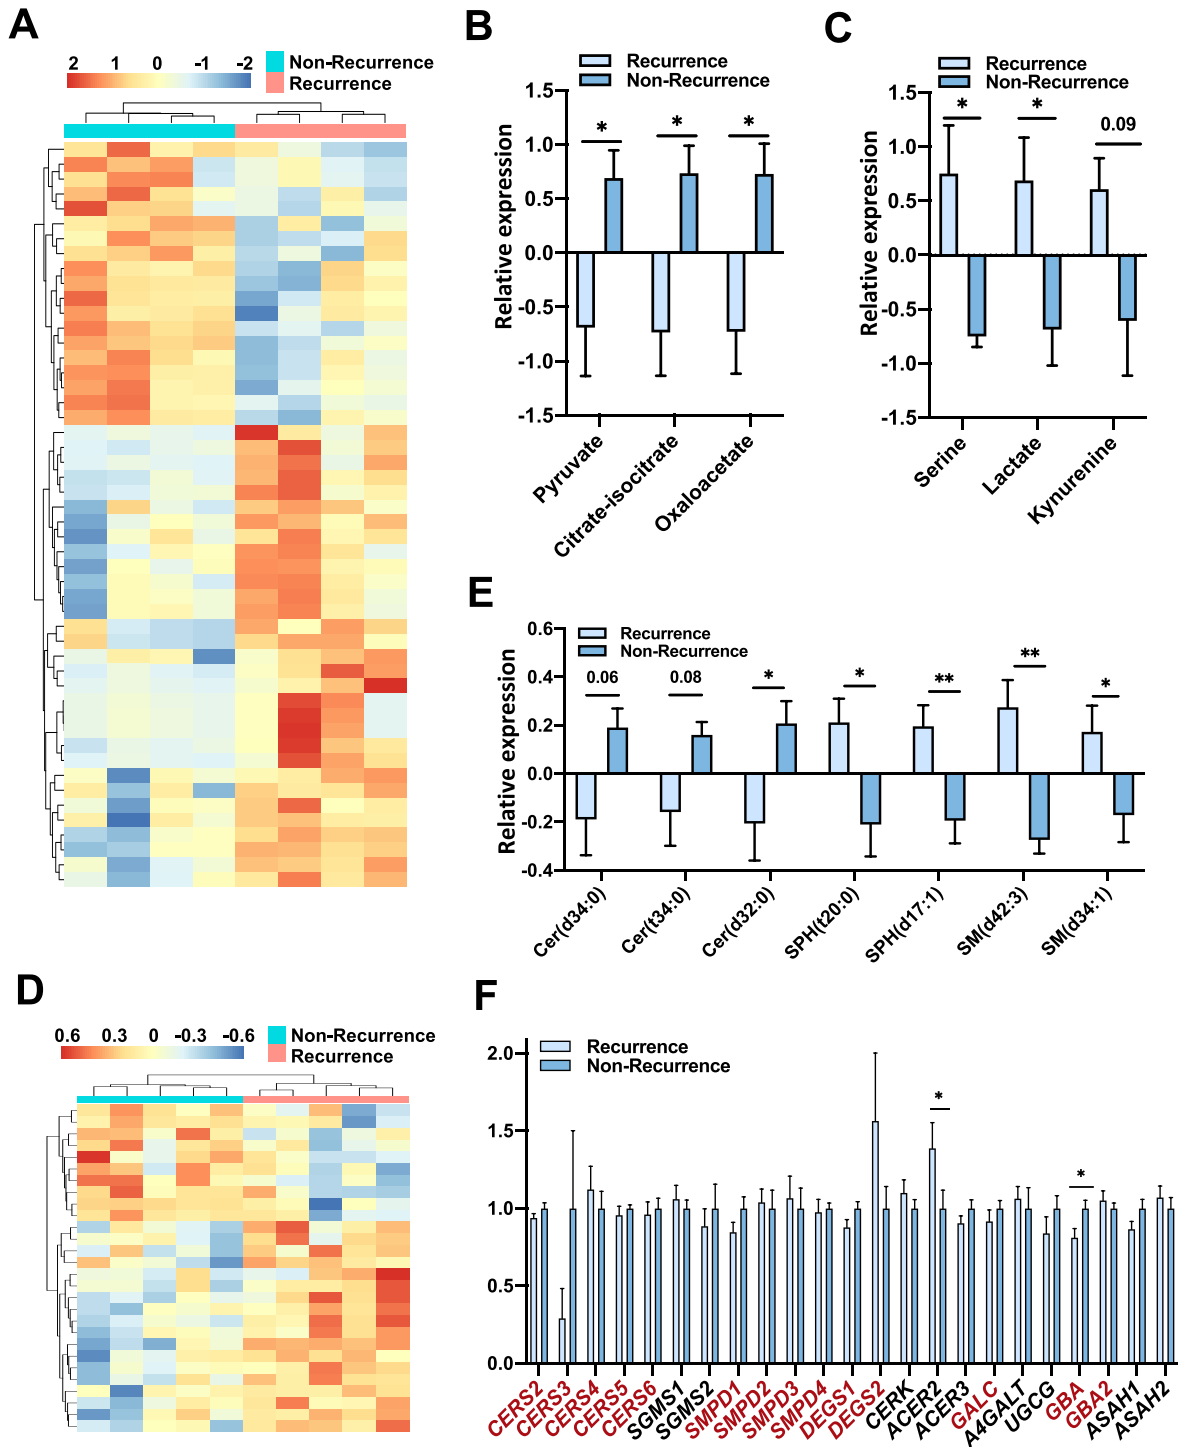 A
2 1 0 -1 -2
Non-Recurrence
Recurrence
B
Recurrence
Non-Recurrence
Relative expression
1.5
1.0
0.5
0.0
-0.5
-1.0
-1.5
* * *
Pyruvate
Citrate-isocitrate
Oxaloacetate
C
Recurrence
Non-Recurrence
Relative expression
1.5
1.0
0.5
0.0
-0.5
-1.0
-1.5
* * 0.09
Serine
Lactate
Kynurenine
E
Recurrence
Non-Recurrence
Relative expression
0.6
0.4
0.2
0.0
-0.2
-0.4
0.06 0.08 * * ** ** *
Cer(d34:0)
Cer(t34:0)
Cer(d32:0)
SPH(t20:0)
SPH(d17:1)
SM(d42:3)
SM(d34:1)
D
0.6 0.3 0 -0.3 -0.6
Non-Recurrence
Recurrence
F
Recurrence
Non-Recurrence
2.0
1.5
1.0
0.5
0.0
* *
CERS2
CERS3
CERS4
CERS5
CERS6
SGMS1
SGMS2
SMPD1
SMPD2
SMPD3
SMPD4
DEGS1
DEGS2
CERK
ACER2
ACER3
GALC
A4GALT
UGCG
GBA
GBA2
ASAH1
ASAH2